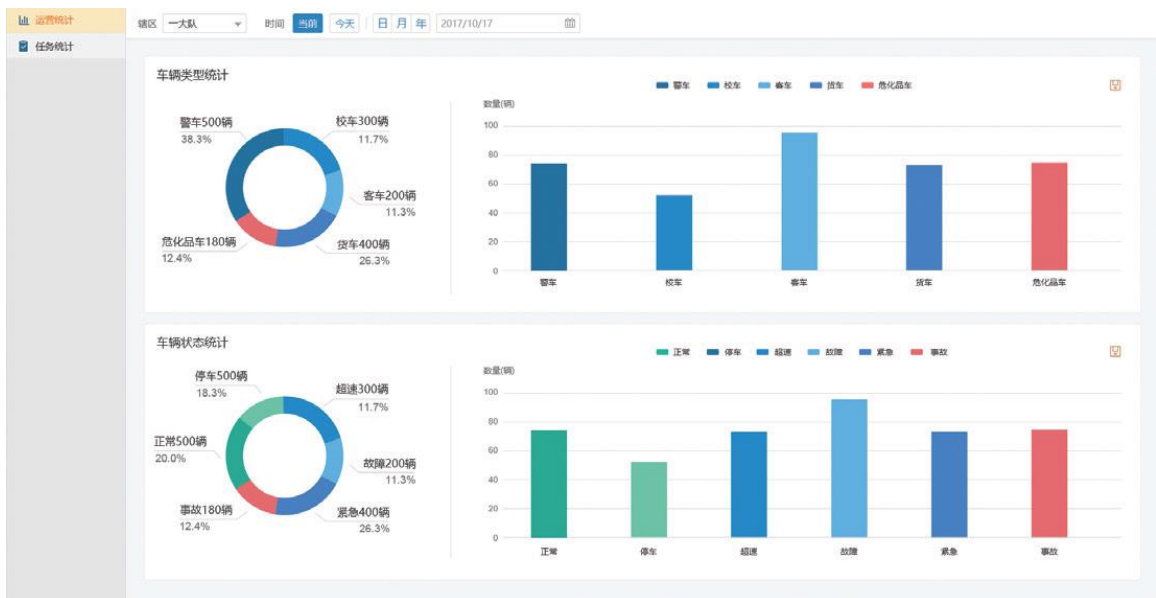 运营统计
任务统计
辖区 一大队 时间 当前 今天 日 月 年 2017/10/17
车辆类型统计
警车500辆
38.3%
校车300辆
11.7%
客车200辆
11.3%
货车400辆
26.3%
危化品车180辆
12.4%
警车 校车 客车 货车 危化品车
数量(辆)
100
80
60
40
20
0
警车 校车 客车 货车 危化品车
车辆状态统计
停车500辆
18.3%
超速300辆
11.7%
正常500辆
20.0%
故障200辆
11.3%
事故180辆
12.4%
紧急400辆
26.3%
正常 停车 超速 故障 紧急 事故
数量(辆)
100
80
60
40
20
0
正常 停车 超速 故障 紧急 事故